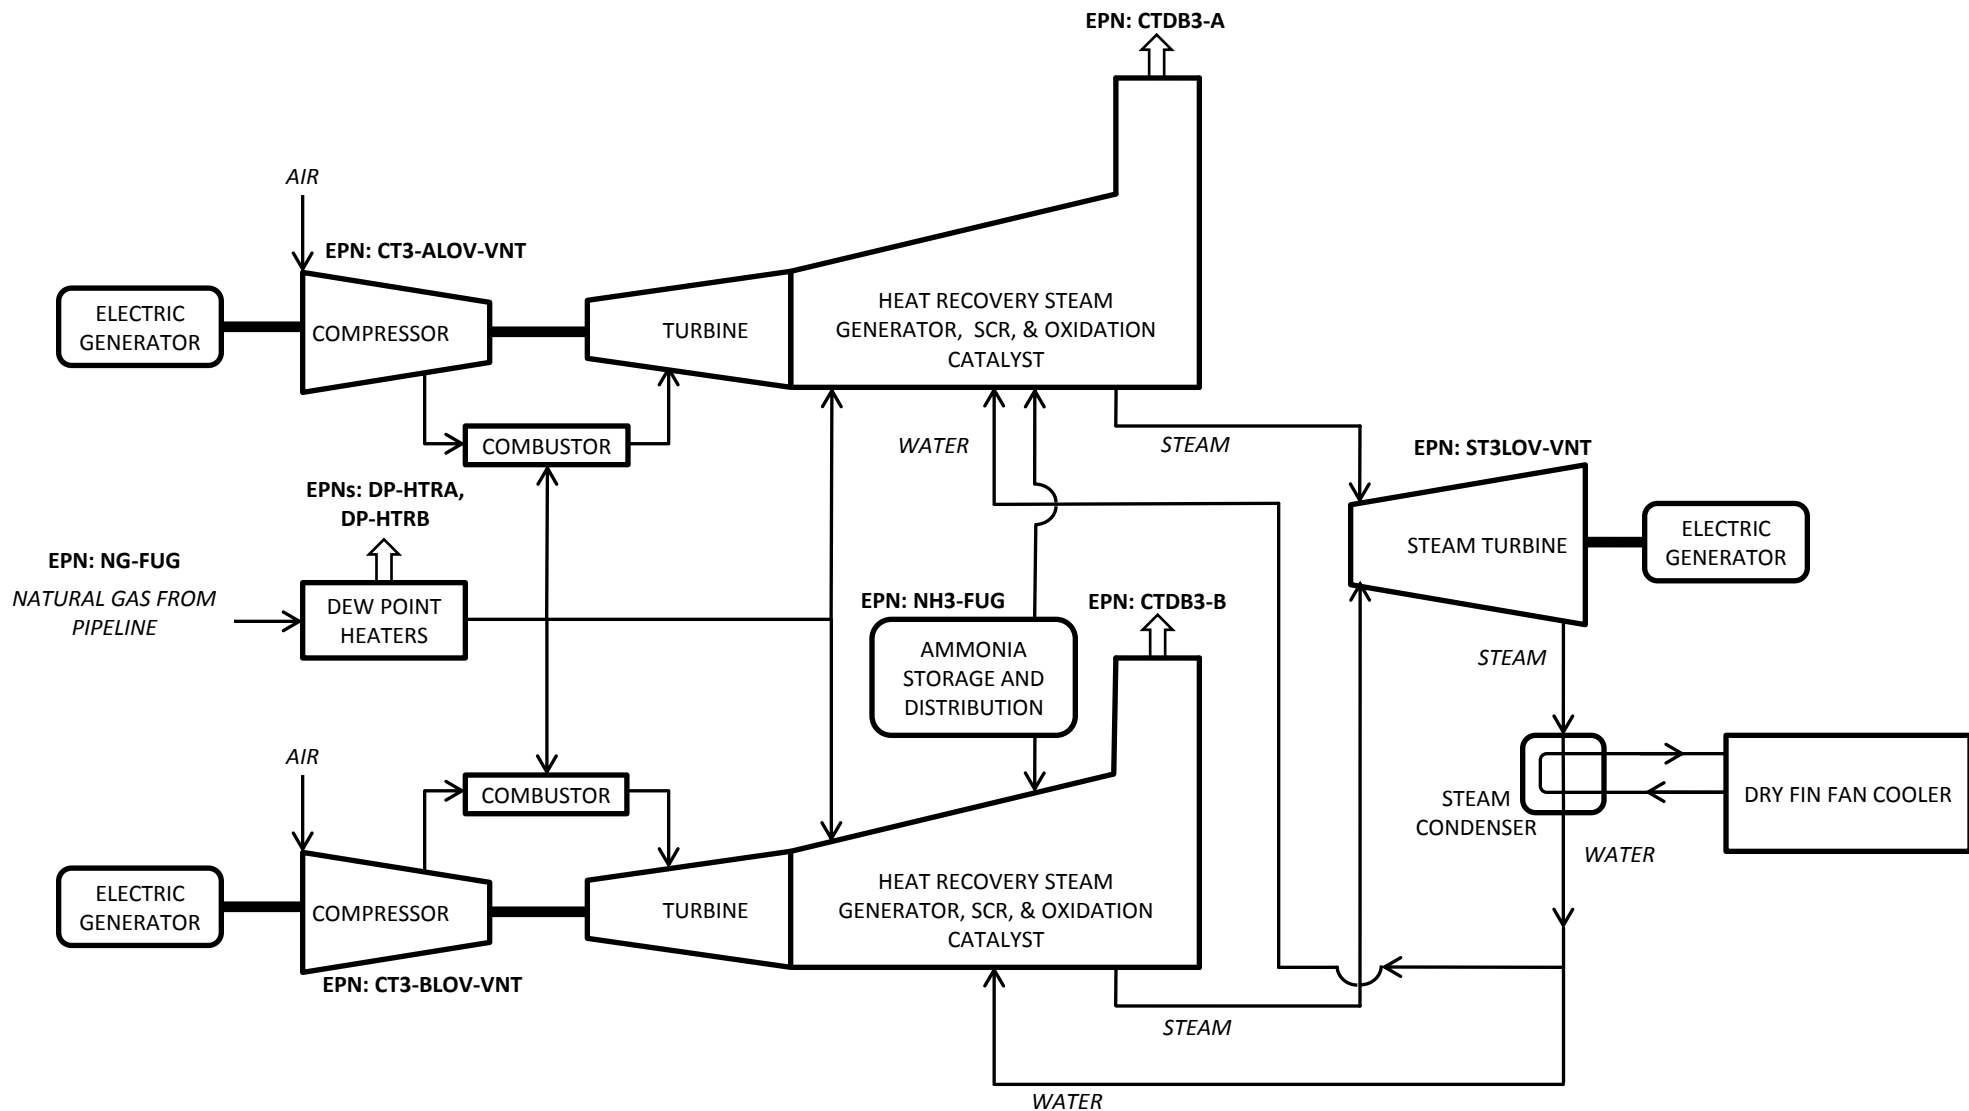 EPN: CTDB3-A
AIR
EPN: CT3-ALOV-VNT
ELECTRIC
GENERATOR
COMPRESSOR
TURBINE
HEAT RECOVERY STEAM
GENERATOR, SCR, & OXIDATION
CATALYST
COMBUSTOR
WATER
STEAM
EPN: ST3LOV-VNT
EPNs: DP-HTRA,
DP-HTRB
STEAM TURBINE
ELECTRIC
GENERATOR
EPN: NG-FUG
NATURAL GAS FROM
PIPELINE
DEW POINT
HEATERS
EPN: NH3-FUG
AMMONIA
STORAGE AND
DISTRIBUTION
EPN: CTDB3-B
STEAM
AIR
COMBUSTOR
STEAM
CONDENSER
DRY FIN FAN COOLER
WATER
ELECTRIC
GENERATOR
COMPRESSOR
TURBINE
HEAT RECOVERY STEAM
GENERATOR, SCR, & OXIDATION
CATALYST
EPN: CT3-BLOV-VNT
STEAM
WATER